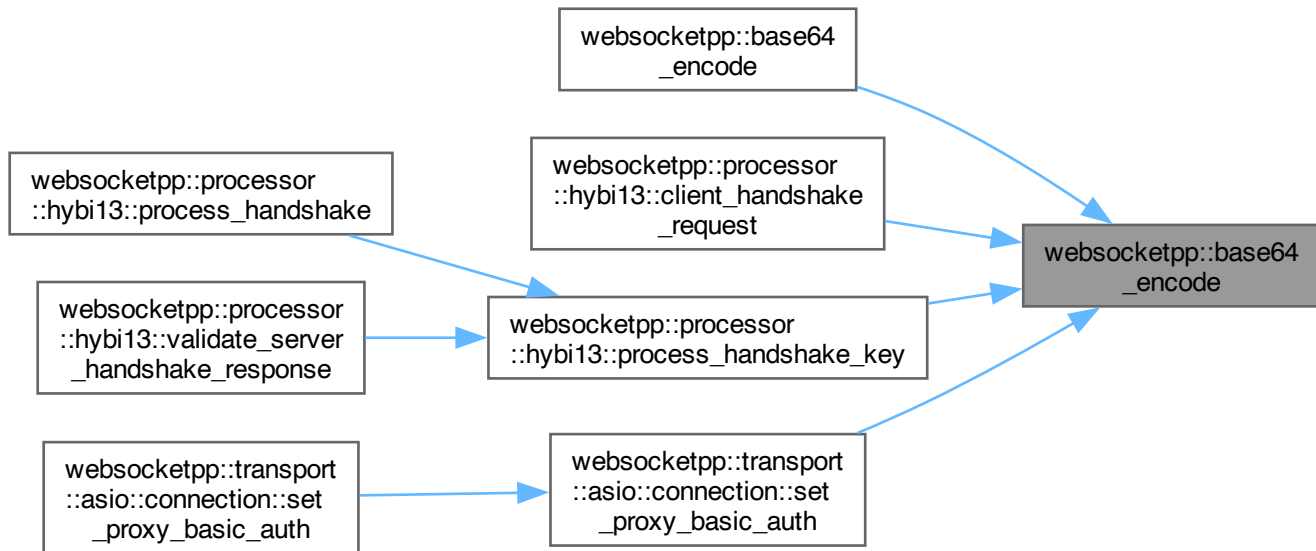 websocketpp::base64
_encode
websocketpp::processor
::hybi13::client_handshake
_request
websocketpp::processor
::hybi13::process_handshake
websocketpp::base64
_encode
websocketpp::processor
::hybi13::validate_server
_handshake_response
websocketpp::processor
::hybi13::process_handshake_key
websocketpp::transport
::asio::connection::set
_proxy_basic_auth
websocketpp::transport
::asio::connection::set
_proxy_basic_auth